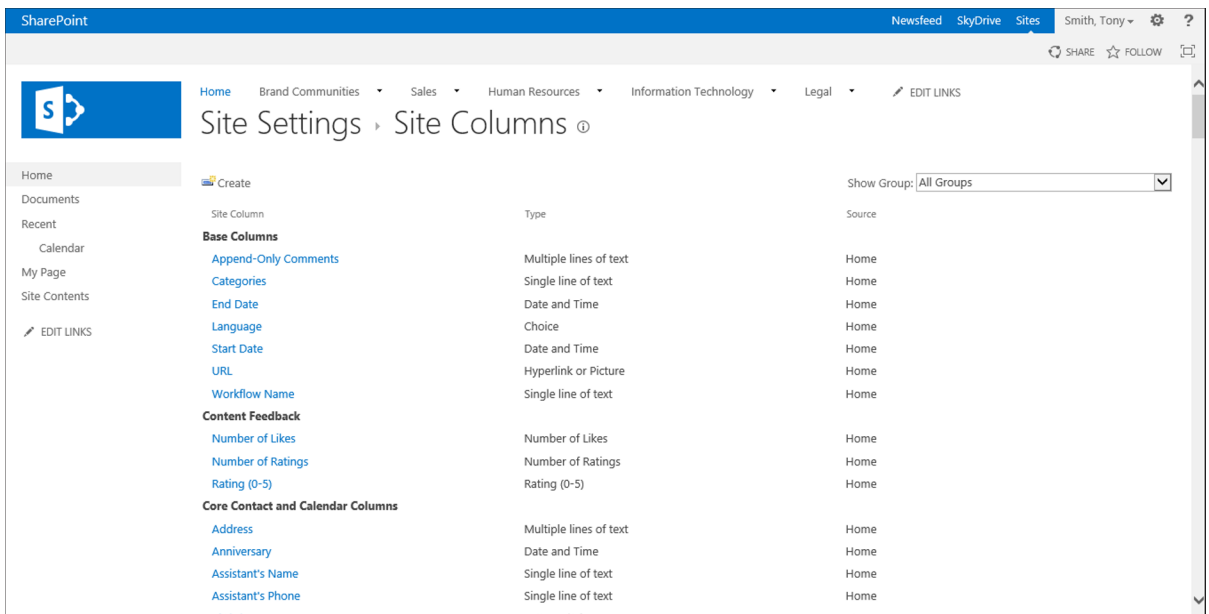 SharePoint Newsfeed SkyDrive Sites Smith, Tony ?
SHARE FOLLOW
S
Home Brand Communities Sales Human Resources Information Technology Legal EDIT LINKS
Site Settings Site Columns
Home
Documents
Recent
Calendar
My Page
Site Contents
EDIT LINKS
Create Show Group: All Groups
Site Column Type Source
Base Columns
Append-Only Comments Multiple lines of text Home
Categories Single line of text Home
End Date Date and Time Home
Language Choice Home
Start Date Date and Time Home
URL Hyperlink or Picture Home
Workflow Name Single line of text Home
Content Feedback
Number of Likes Number of Likes Home
Number of Ratings Number of Ratings Home
Rating (0-5) Rating (0-5) Home
Core Contact and Calendar Columns
Address Multiple lines of text Home
Anniversary Date and Time Home
Assistant's Name Single line of text Home
Assistant's Phone Single line of text Home